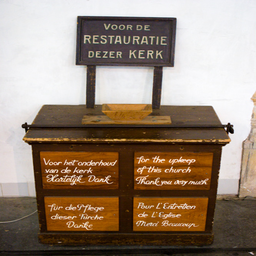 VOOR DE
RESTAURATIE
DEZER KERK
Voor het onderhoud
van de kerk
Hartelijk Dank
for the upkeep
of this church
Thank you very much
für die Pflege
dieser Kirche
Danke
Pour L'Entretien
de L'Eglise
Merci Beaucoup